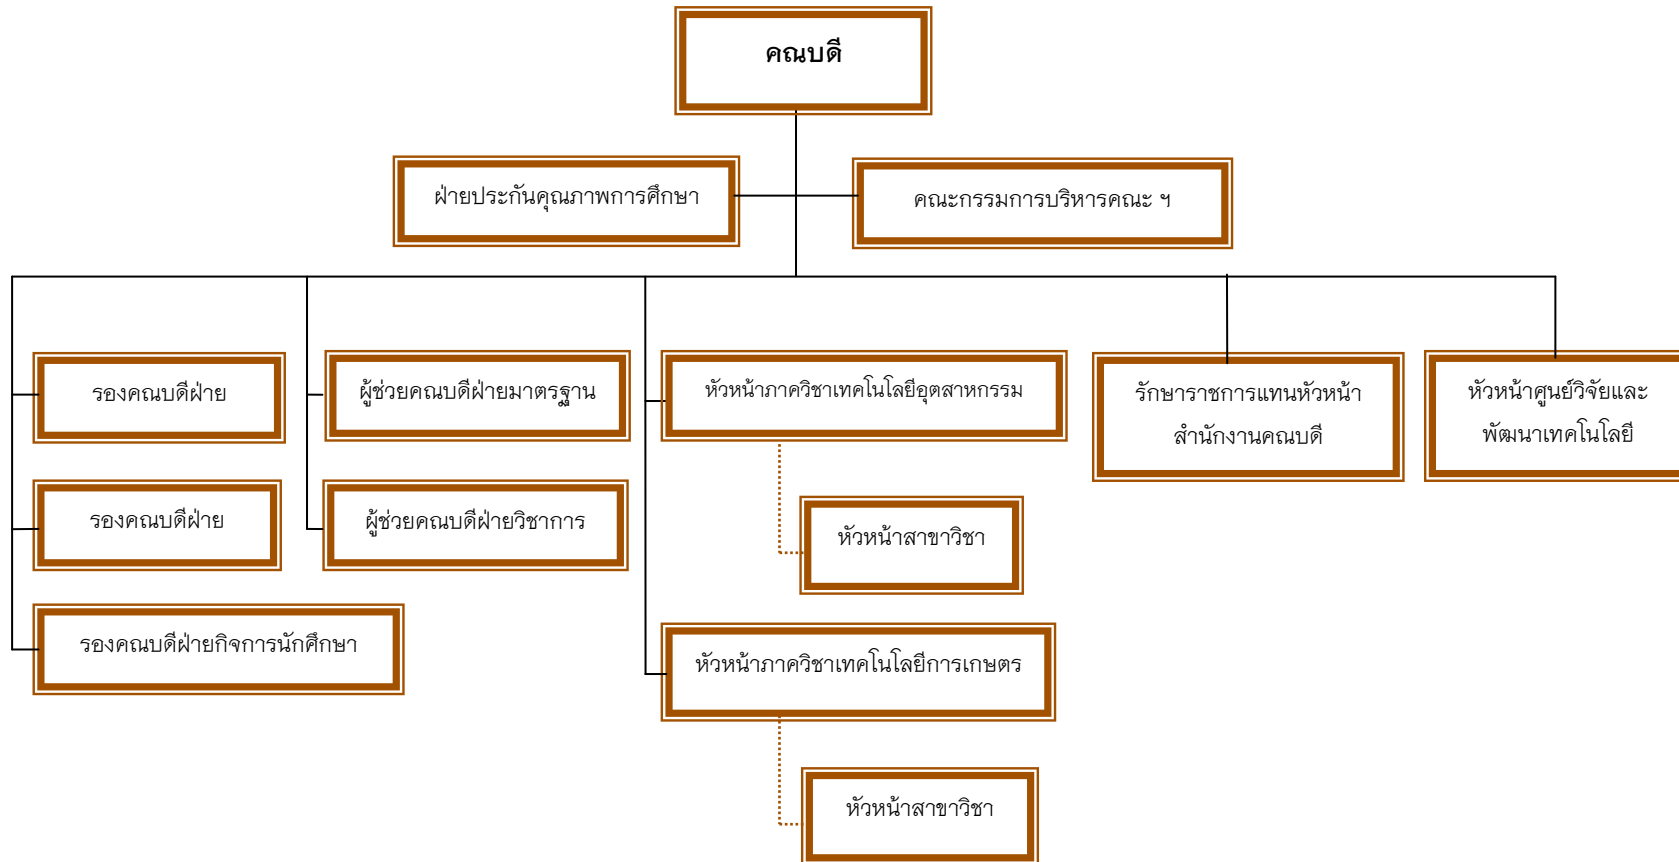 คณบดี
ฝ่ายประกันคุณภาพการศึกษา
คณะกรรมการบริหารคณะ ฯ
รองคณบดีฝ่าย
ผู้ช่วยคณบดีฝ่ายมาตรฐาน
หัวหน้าภาควิชาเทคโนโลยีอุตสาหกรรม
รักษาราชการแทนหัวหน้า
สำนักงานคณบดี
หัวหน้าศูนย์วิจัยและ
พัฒนาเทคโนโลยี
รองคณบดีฝ่าย
ผู้ช่วยคณบดีฝ่ายวิชาการ
หัวหน้าสาขาวิชา
รองคณบดีฝ่ายกิจการนักศึกษา
หัวหน้าภาควิชาเทคโนโลยีการเกษตร
หัวหน้าสาขาวิชา